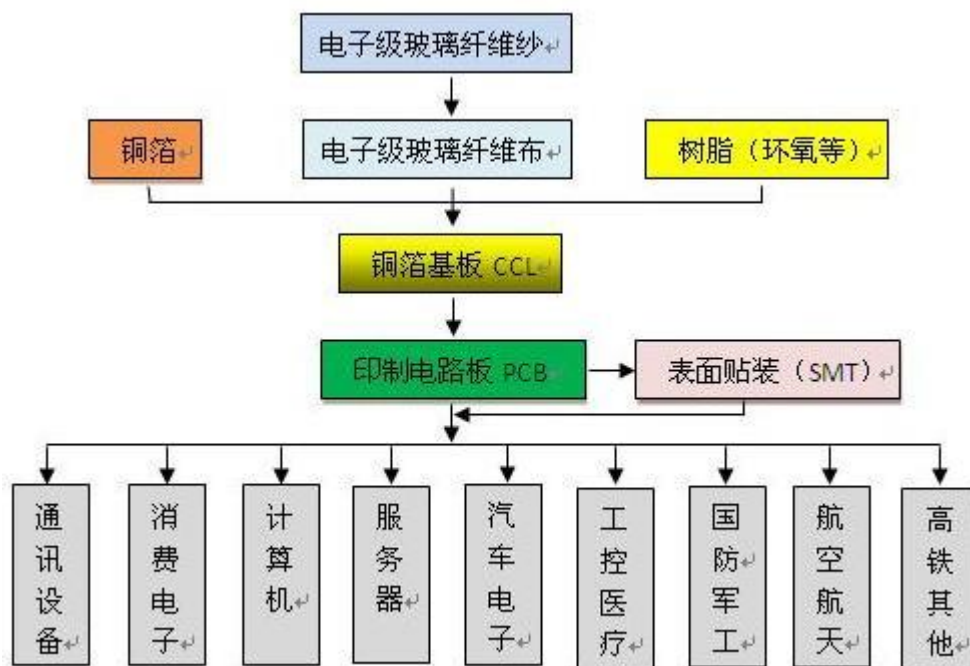 电子级玻璃纤维纱
铜箔
电子级玻璃纤维布
树脂（环氧等）
铜箔基板 CCL
印制电路板 PCB
表面贴装（SMT）
通讯设备
消费电子
计算机
服务器
汽车电子
工控医疗
国防军工
航空航天
高铁其他